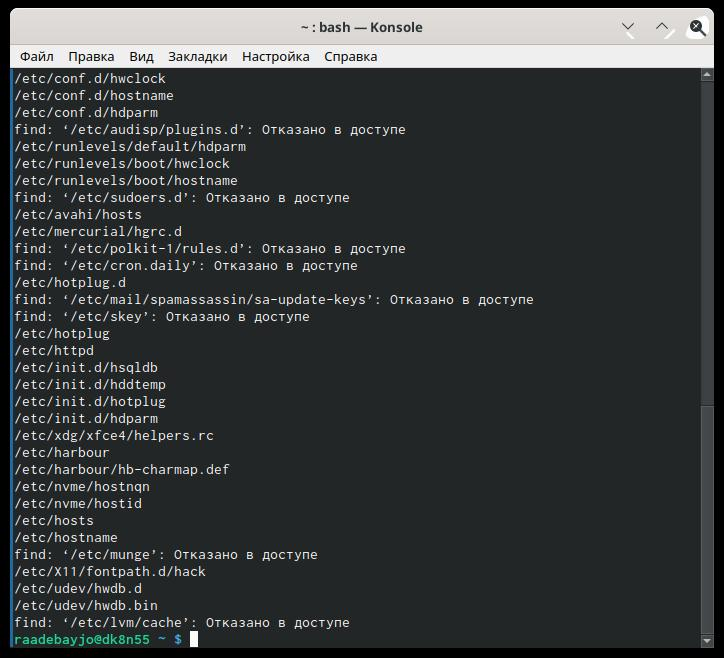 ~ : bash — Konsole
Файл Правка Вид Закладки Настройка Справка
/etc/conf.d/hwclock
/etc/conf.d/hostname
/etc/conf.d/hdparm
find: ‘/etc/audisp/plugins.d’: Отказано в доступе
/etc/runlevels/default/hdparm
/etc/runlevels/boot/hwclock
/etc/runlevels/boot/hostname
find: ‘/etc/sudoers.d’: Отказано в доступе
/etc/avahi/hosts
/etc/mercurial/hgrc.d
find: ‘/etc/polkit-1/rules.d’: Отказано в доступе
find: ‘/etc/cron.daily’: Отказано в доступе
/etc/hotplug.d
find: ‘/etc/mail/spamassassin/sa-update-keys’: Отказано в доступе
find: ‘/etc/skey’: Отказано в доступе
/etc/hotplug
/etc/httpd
/etc/init.d/hsqldb
/etc/init.d/hddtemp
/etc/init.d/hotplug
/etc/init.d/hdparm
/etc/xdg/xfce4/helpers.rc
/etc/harbour
/etc/harbour/hb-charmap.def
/etc/nvme/hostnqn
/etc/nvme/hostid
/etc/hosts
/etc/hostname
find: ‘/etc/munge’: Отказано в доступе
/etc/X11/fontpath.d/hack
/etc/udev/hwdb.d
/etc/udev/hwdb.bin
find: ‘/etc/lvm/cache’: Отказано в доступе
raadebayjo@dk8n55 ~ $